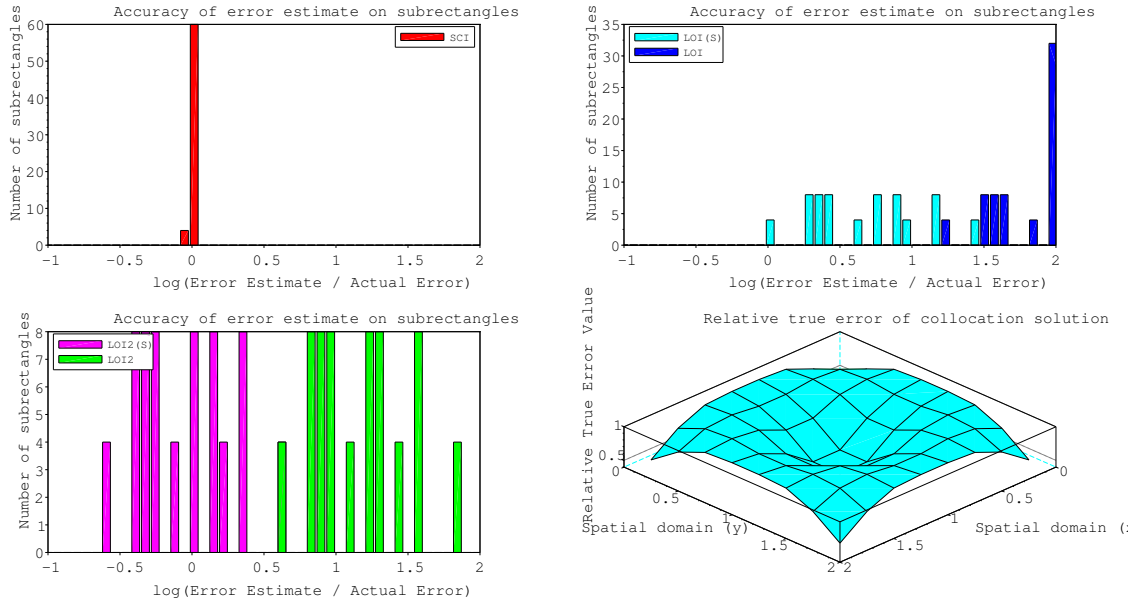 Accuracy of error estimate on subrectangles
Number of subrectangles
60
50
40
30
20
10
0
SCI
-1 -0.5 0 0.5 1 1.5 2
log(Error Estimate / Actual Error)
Accuracy of error estimate on subrectangles
Number of subrectangles
35
30
25
20
15
10
5
0
LOI(S)
LOI
-1 -0.5 0 0.5 1 1.5 2
log(Error Estimate / Actual Error)
Accuracy of error estimate on subrectangles
Number of subrectangles
8
7
6
5
4
3
2
1
0
LOI2(S)
LOI2
-1 -0.5 0 0.5 1 1.5 2
log(Error Estimate / Actual Error)
Relative true error of collocation solution
Relative True Error Value
1
0.5
0
0.5
1.5
2
Spatial domain (y)
0
0.5
1
1.5
2
Spatial domain (